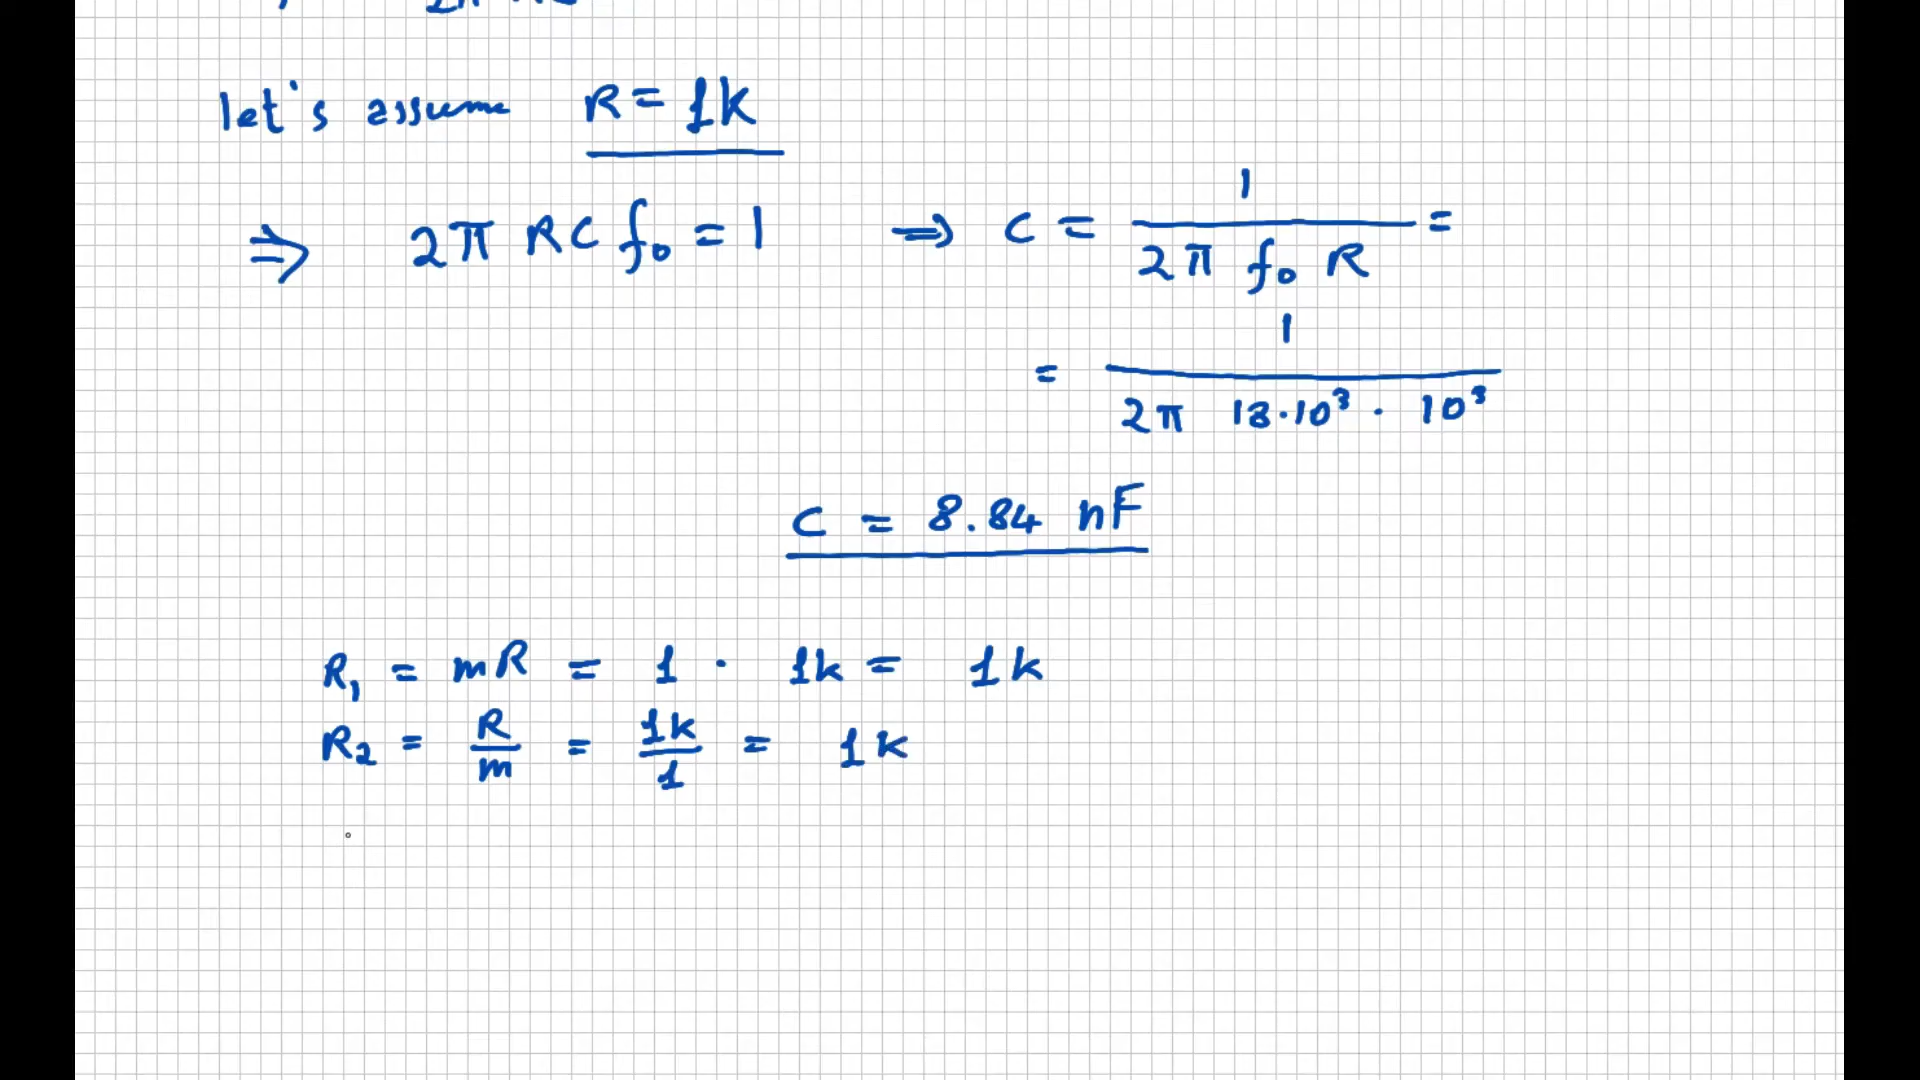 let's assume R = 1k
⇒ 2π RC f₀ = 1 ⇒ C = 1 / (2π f₀ R) =
= 1 / (2π 18·10³ · 10³)
C = 8.84 nF
R₁ = mR = 1 · 1k = 1k
R₂ = R/m = 1k/1 = 1k